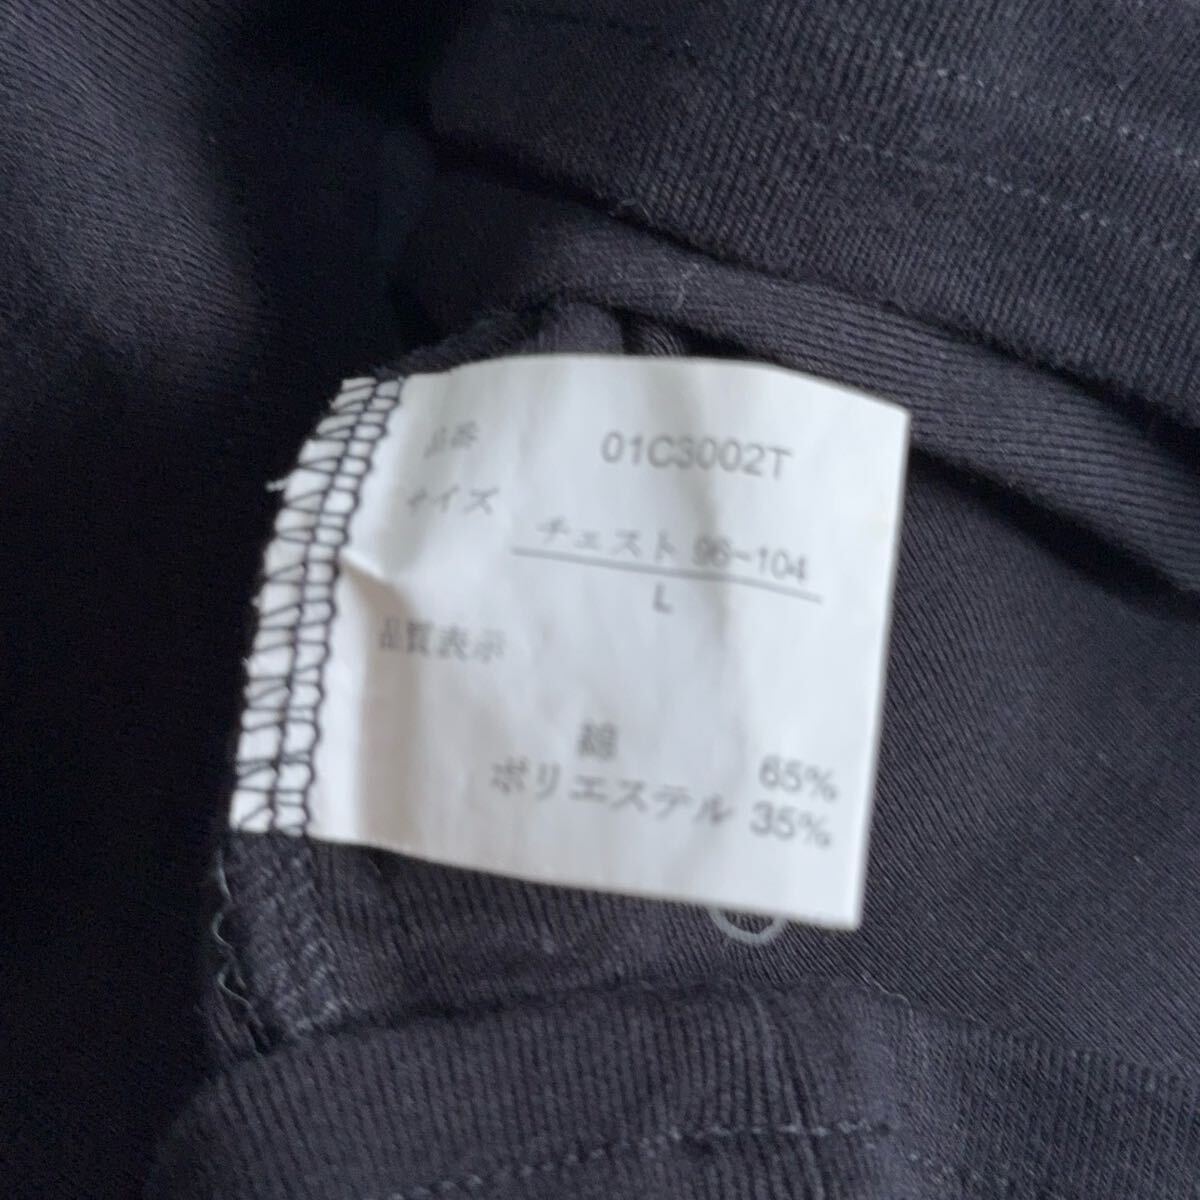 品番 01C3002T
サイズ チェスト 96-104
L
品質表示
綿 65%
ポリエステル 35%